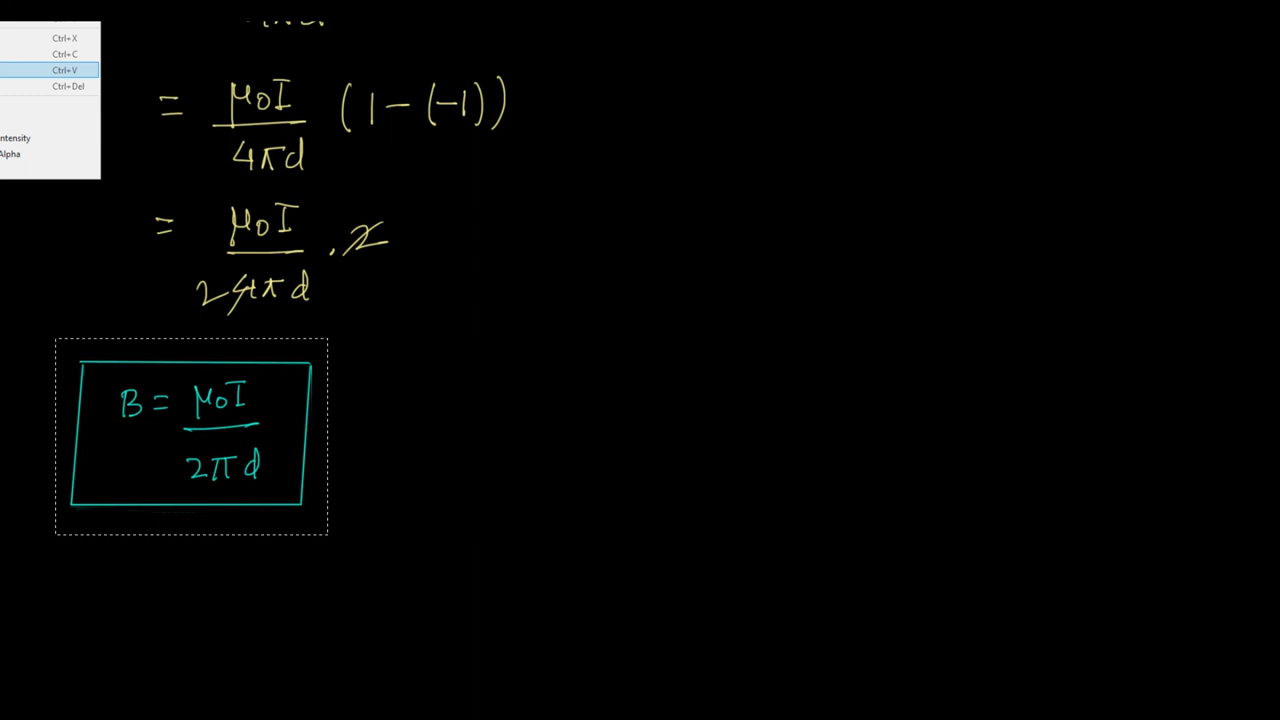 Ctrl+X
Ctrl+C
Ctrl+V
Ctrl+Del
ntensity
Alpha
= μ₀I / 4πd (1 − (−1))
= μ₀I / 2 4πd . 2
B = μ₀I / 2πd